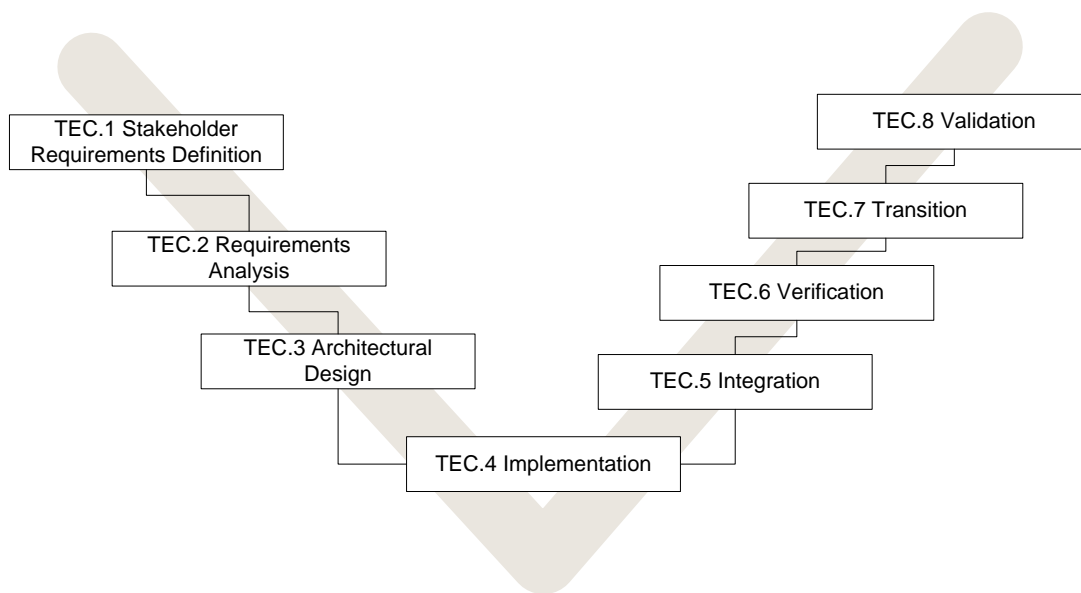 TEC.1 Stakeholder
Requirements Definition
TEC.2 Requirements
Analysis
TEC.3 Architectural
Design
TEC.4 Implementation
TEC.5 Integration
TEC.6 Verification
TEC.7 Transition
TEC.8 Validation